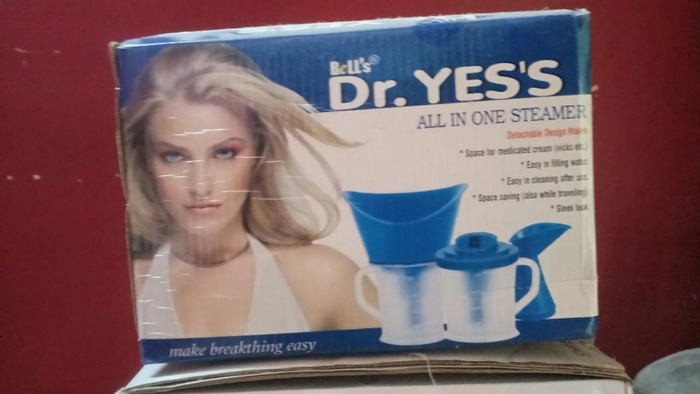 BeLL's®
Dr. YES'S
ALL IN ONE STEAMER
Detachable Design Makes
* Space for medicated cream (vicks etc.)
* Easy in filling water
* Easy in cleaning after use
* Space saving (also while traveling)
* Sleek look
make breakthing easy